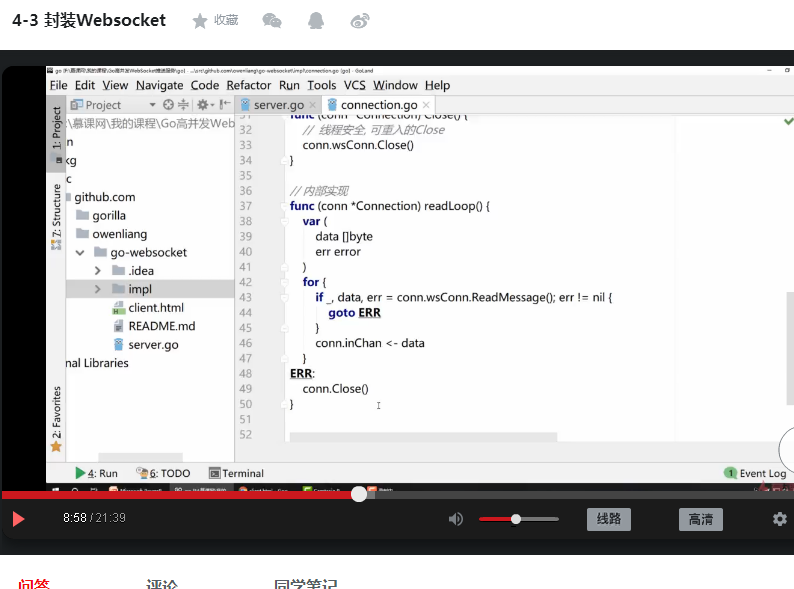 4-3 封装Websocket
收藏
go [F:\慕课网\我的课程\Go高并发WebSocket推送服务\go] - ...\src\github.com\owenliang\go-websocket\impl\connection.go [go] - GoLand
File Edit View Navigate Code Refactor Run Tools VCS Window Help
Project
server.go
connection.go
:\慕课网\我的课程\Go高并发Web
1: Project
Z: Structure
2: Favorites
github.com
gorilla
owenliang
go-websocket
.idea
impl
client.html
README.md
server.go
nal Libraries
31 func (conn *Connection) Close() {
32 // 线程安全, 可重入的Close
33 conn.wsConn.Close()
34 }
35
36 // 内部实现
37 func (conn *Connection) readLoop() {
38 var (
39 data []byte
40 err error
41 )
42 for {
43 if _, data, err = conn.wsConn.ReadMessage(); err != nil {
44 goto ERR
45 }
46 conn.inChan <- data
47 }
48 ERR:
49 conn.Close()
50 }
51
52
4: Run
6: TODO
Terminal
1 Event Log
8:58 / 21:39
线路
高清
问答
评论
同学笔记